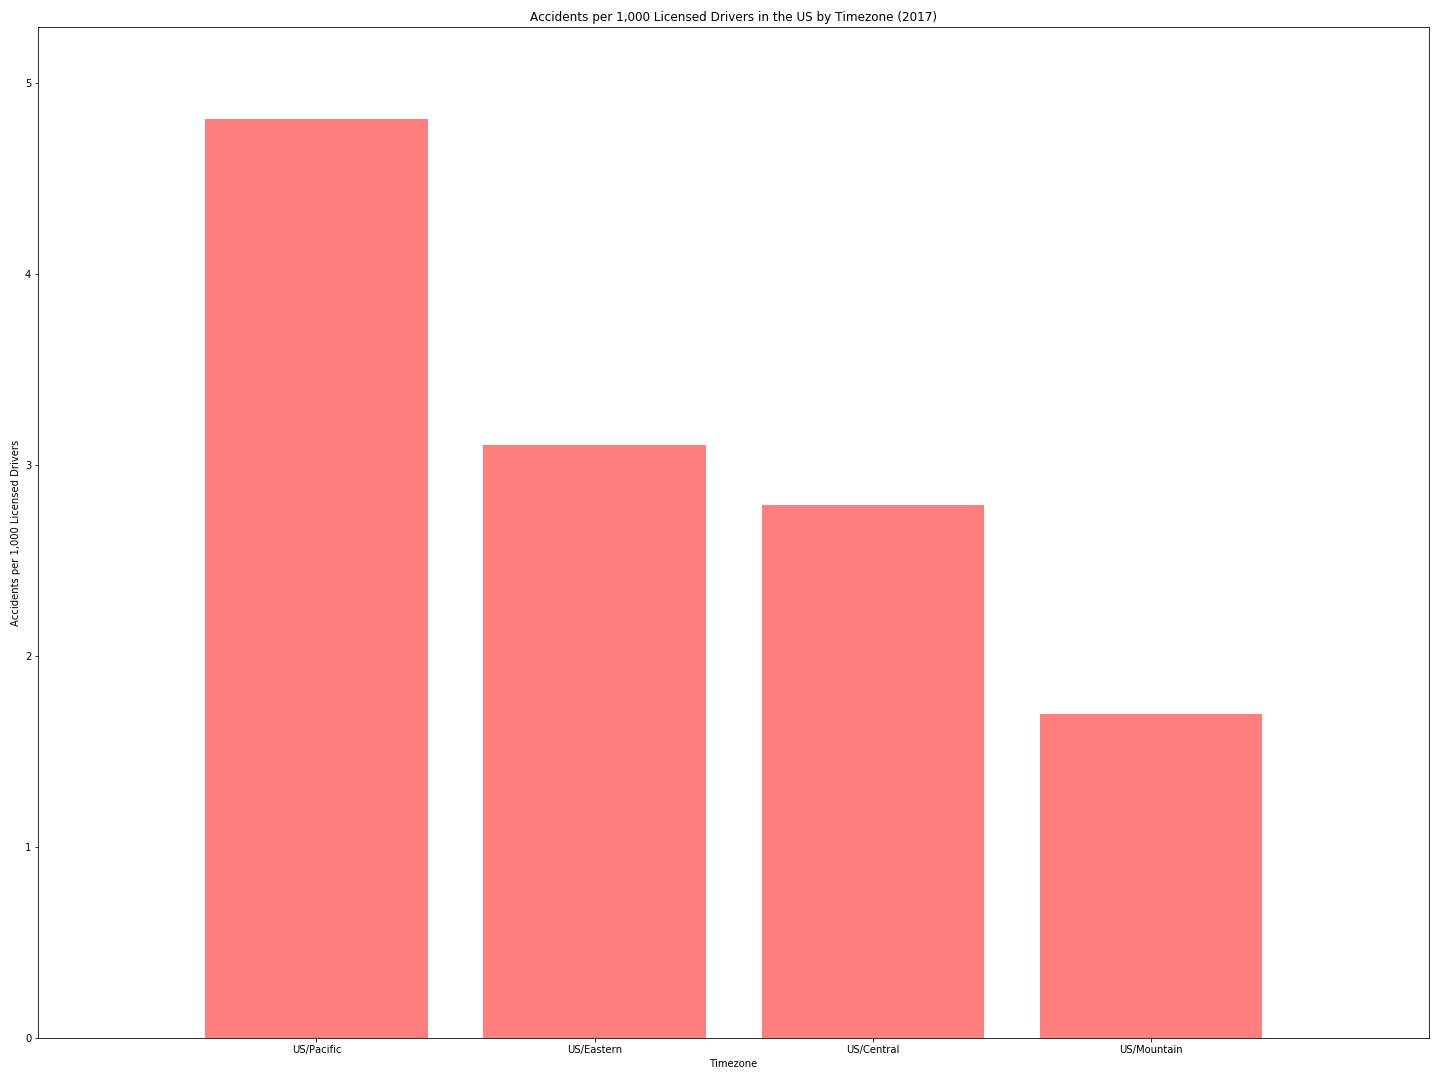 Accidents per 1,000 Licensed Drivers in the US by Timezone (2017)
Accidents per 1,000 Licensed Drivers
5
4
3
2
1
0
US/Pacific US/Eastern US/Central US/Mountain
Timezone